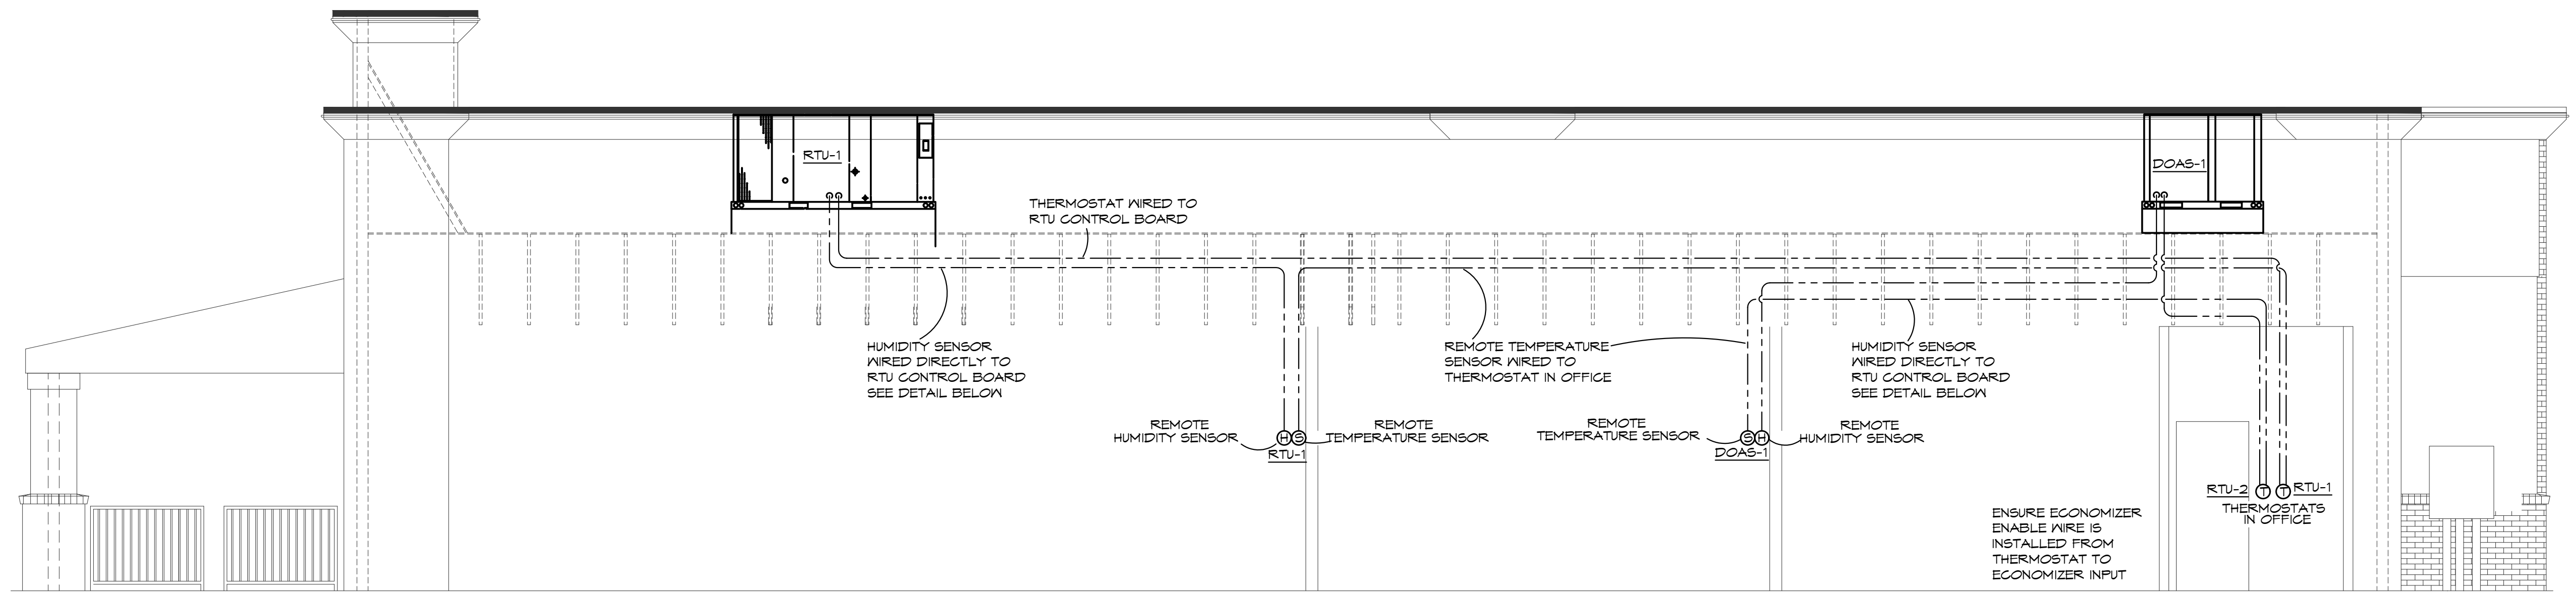 RTU-1
DOAS-1
THERMOSTAT WIRED TO
RTU CONTROL BOARD
HUMIDITY SENSOR
WIRED DIRECTLY TO
RTU CONTROL BOARD
SEE DETAIL BELOW
REMOTE TEMPERATURE
SENSOR WIRED TO
THERMOSTAT IN OFFICE
HUMIDITY SENSOR
WIRED DIRECTLY TO
RTU CONTROL BOARD
SEE DETAIL BELOW
REMOTE
HUMIDITY SENSOR
H
S
REMOTE
TEMPERATURE SENSOR
RTU-1
REMOTE
TEMPERATURE SENSOR
S
H
REMOTE
HUMIDITY SENSOR
DOAS-1
RTU-2
T
T
RTU-1
THERMOSTATS
IN OFFICE
ENSURE ECONOMIZER
ENABLE WIRE IS
INSTALLED FROM
THERMOSTAT TO
ECONOMIZER INPUT